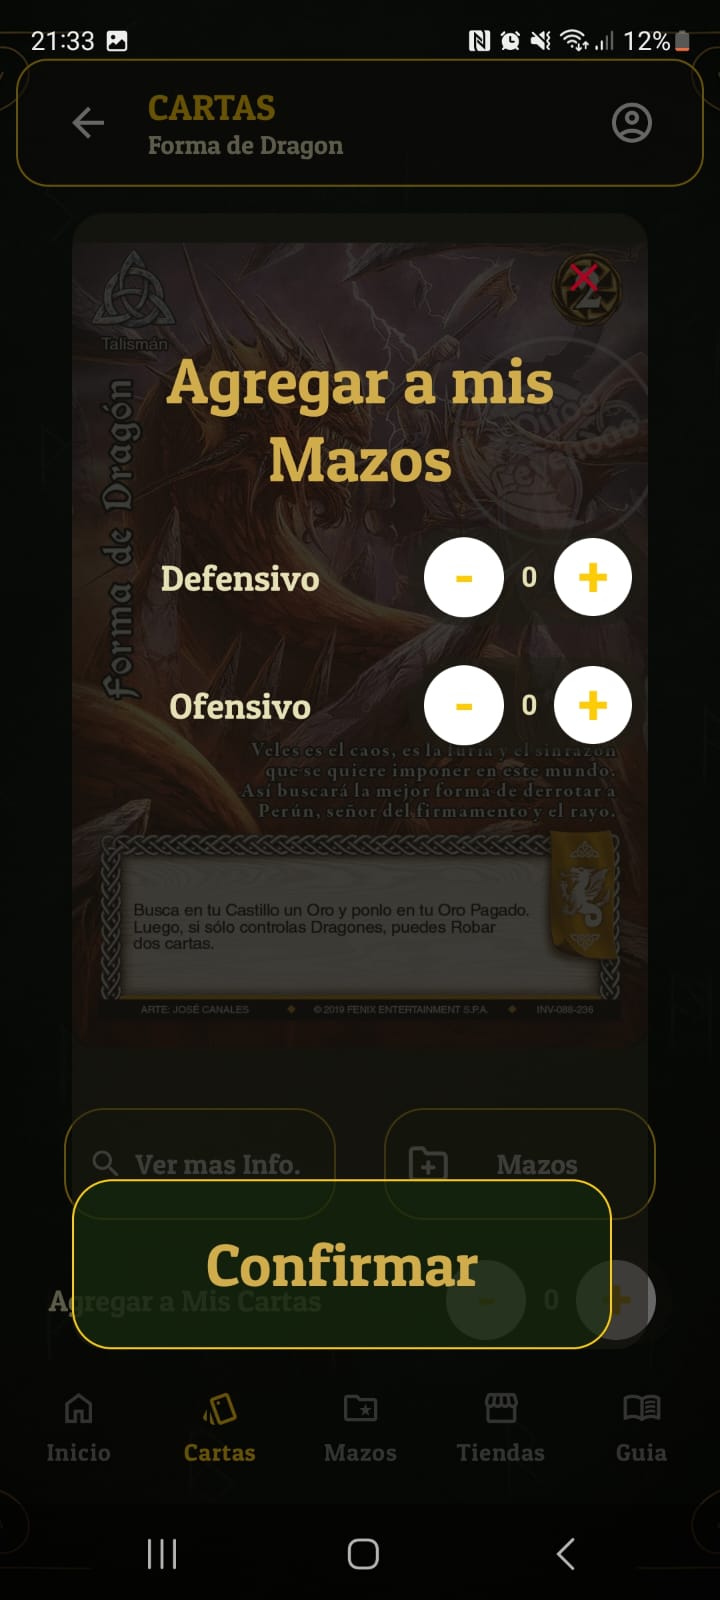 21:33
12%
CARTAS
Forma de Dragon
2
Talismán
Forma de Dragón
Mitos y Leyendas
Agregar a mis
Mazos
Defensivo
- 0 +
Ofensivo
- 0 +
Veles es el caos, es la furia y el sinrazón
que se quiere imponer en este mundo.
Así buscará la mejor forma de derrotar a
Perún, señor del firmamento y el rayo.
Busca en tu Castillo un Oro y ponlo en tu Oro Pagado.
Luego, si sólo controlas Dragones, puedes Robar
dos cartas.
ARTE: JOSÉ CANALES ◆ © 2019 FENIX ENTERTAINMENT S.P.A. ◆ INV-088-236
Ver mas Info.
Mazos
Confirmar
Agregar a Mis Cartas
- 0 +
Inicio
Cartas
Mazos
Tiendas
Guia